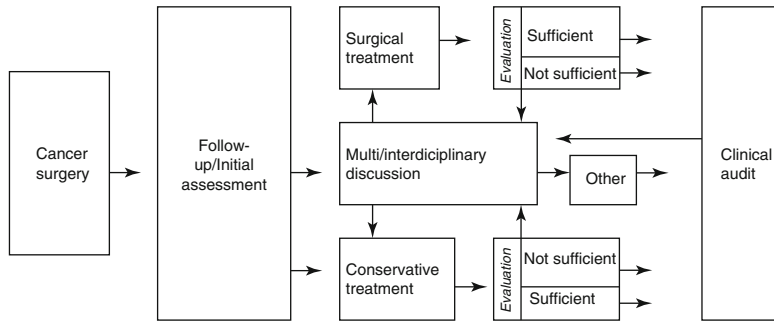 Cancer
surgery
Follow-
up/Initial
assessment
Surgical
treatment
Evaluation
Sufficient
Not sufficient
Multi/interdiciplinary
discussion
Other
Conservative
treatment
Evaluation
Not sufficient
Sufficient
Clinical
audit